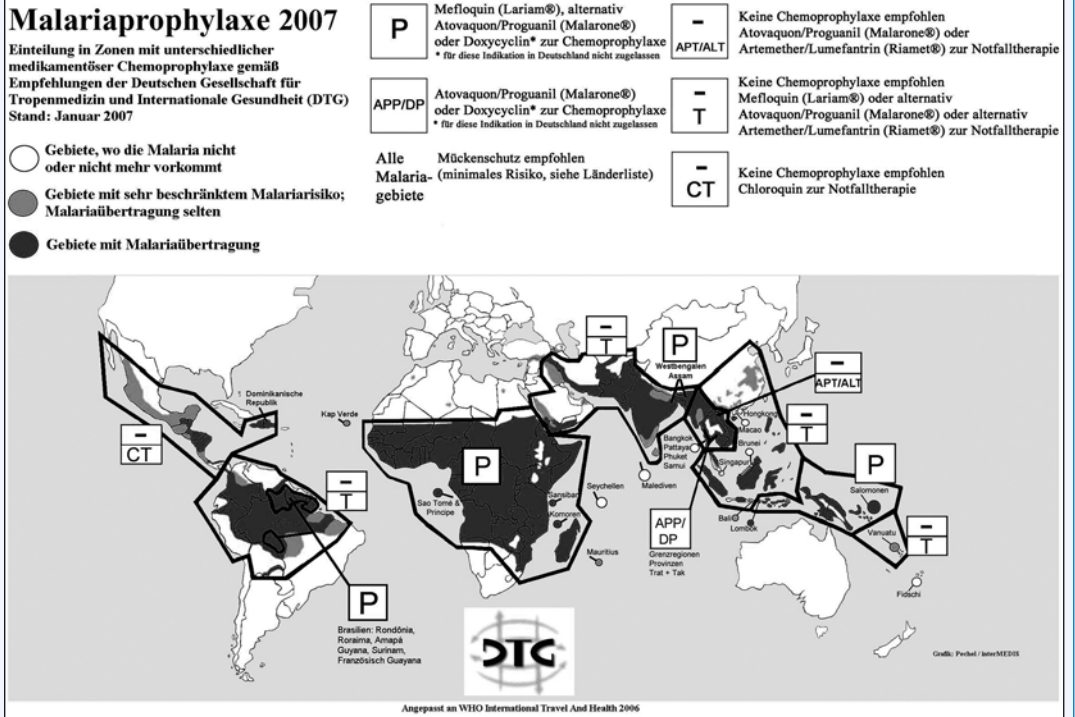 Malariaprophylaxe 2007
Einteilung in Zonen mit unterschiedlicher
medikamentöser Chemoprophylaxe gemäß
Empfehlungen der Deutschen Gesellschaft für
Tropenmedizin und Internationale Gesundheit (DTG)
Stand: Januar 2007
Gebiete, wo die Malaria nicht
oder nicht mehr vorkommt
Gebiete mit sehr beschränktem Malariarisiko;
Malariaübertragung selten
Gebiete mit Malariaübertragung
P
Mefloquin (Lariam®), alternativ
Atovaquon/Proguanil (Malarone®)
oder Doxycyclin* zur Chemoprophylaxe
* für diese Indikation in Deutschland nicht zugelassen
APP/DP
Atovaquon/Proguanil (Malarone®)
oder Doxycyclin* zur Chemoprophylaxe
* für diese Indikation in Deutschland nicht zugelassen
Alle
Malaria-
gebiete
Mückenschutz empfohlen
(minimales Risiko, siehe Länderliste)
–
APT/ALT
Keine Chemoprophylaxe empfohlen
Atovaquon/Proguanil (Malarone®) oder
Artemether/Lumefantrin (Riamet®) zur Notfalltherapie
–
T
Keine Chemoprophylaxe empfohlen
Mefloquin (Lariam®) oder alternativ
Atovaquon/Proguanil (Malarone®) oder alternativ
Artemether/Lumefantrin (Riamet®) zur Notfalltherapie
–
CT
Keine Chemoprophylaxe empfohlen
Chloroquin zur Notfalltherapie
–
T
P
Westbengalen
Assam
–
APT/ALT
Dominikanische
Republik
Kap Verde
–
CT
Hongkong
Macao
–
T
Bangkok
Pattaya
Phuket
Samui
Brunei
Singapur
P
P
Salomonen
–
T
Sao Tomé &
Principe
Sansibar
Komoren
Seychellen
Malediven
Bali
Lombok
APP/
DP
Grenzregionen
Provinzen
Trat + Tak
Vanuatu
–
T
Mauritius
Fidschi
P
Brasilien: Rondônia,
Roraima, Amapá
Guyana, Surinam,
Französisch Guayana
DTG
Grafik: Pechel / interMEDIS
Angepasst an WHO International Travel And Health 2006